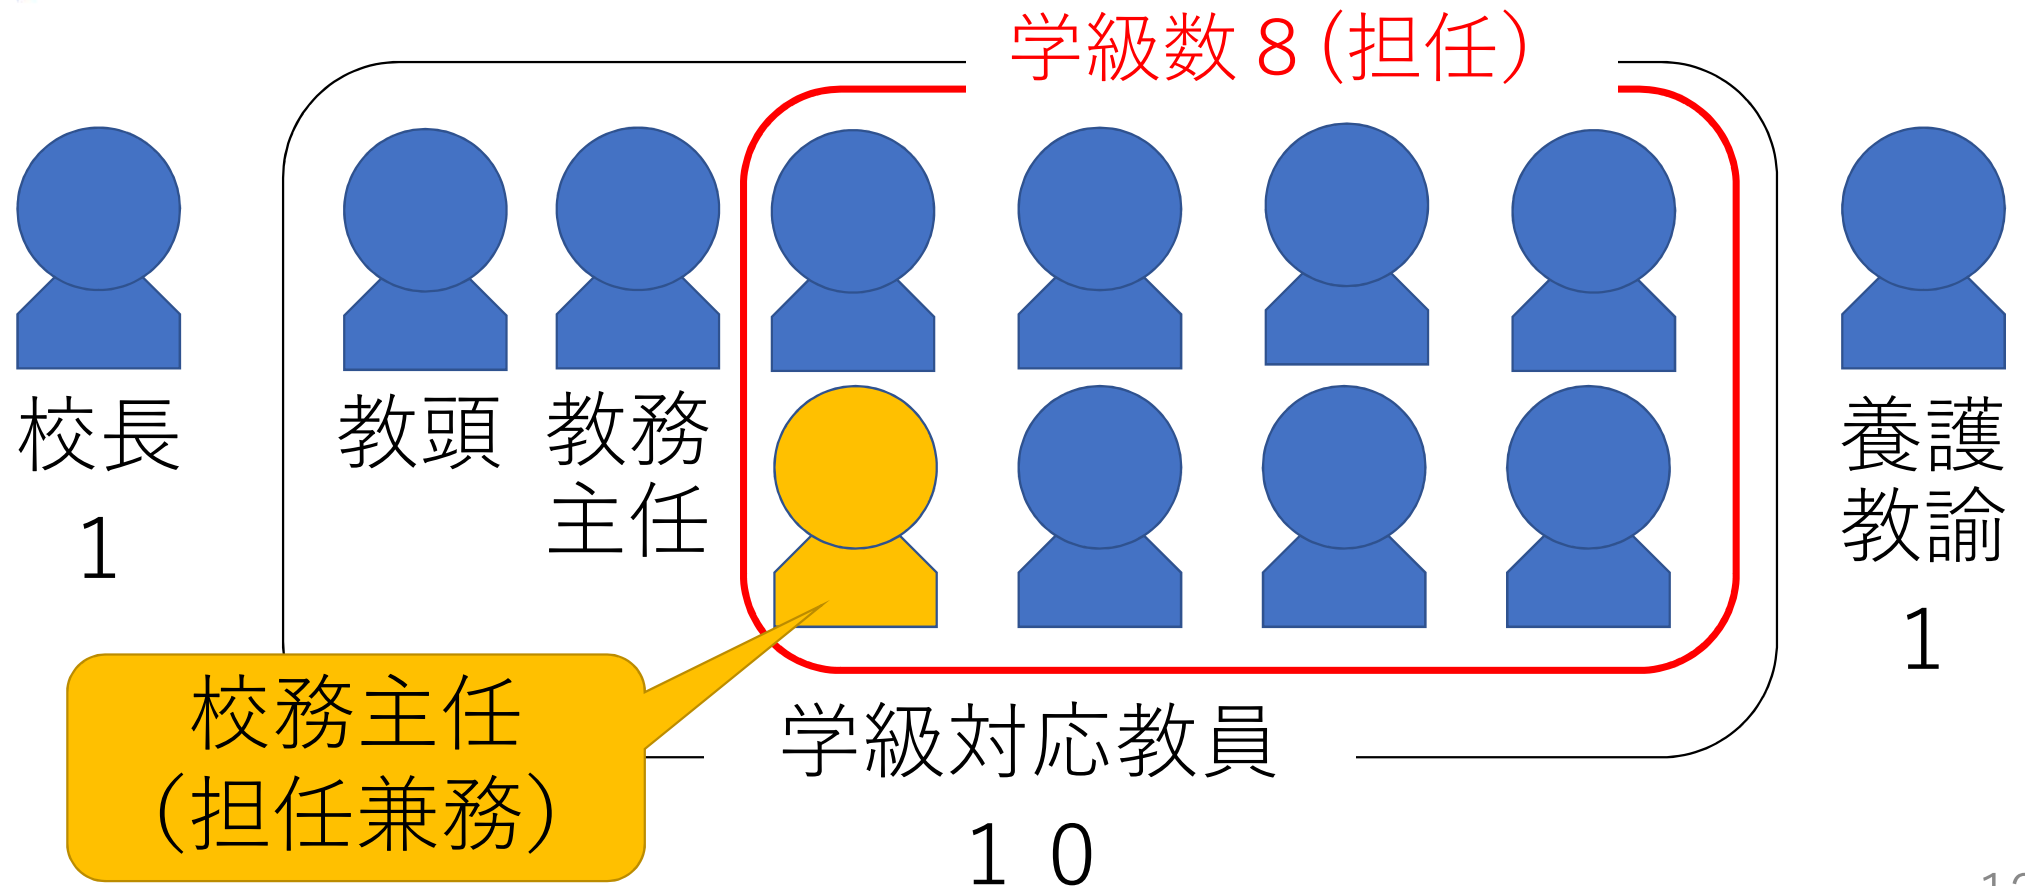 学級数８(担任)
校長
１
教頭
教務
主任
養護
教諭
１
校務主任
(担任兼務)
学級対応教員
１０